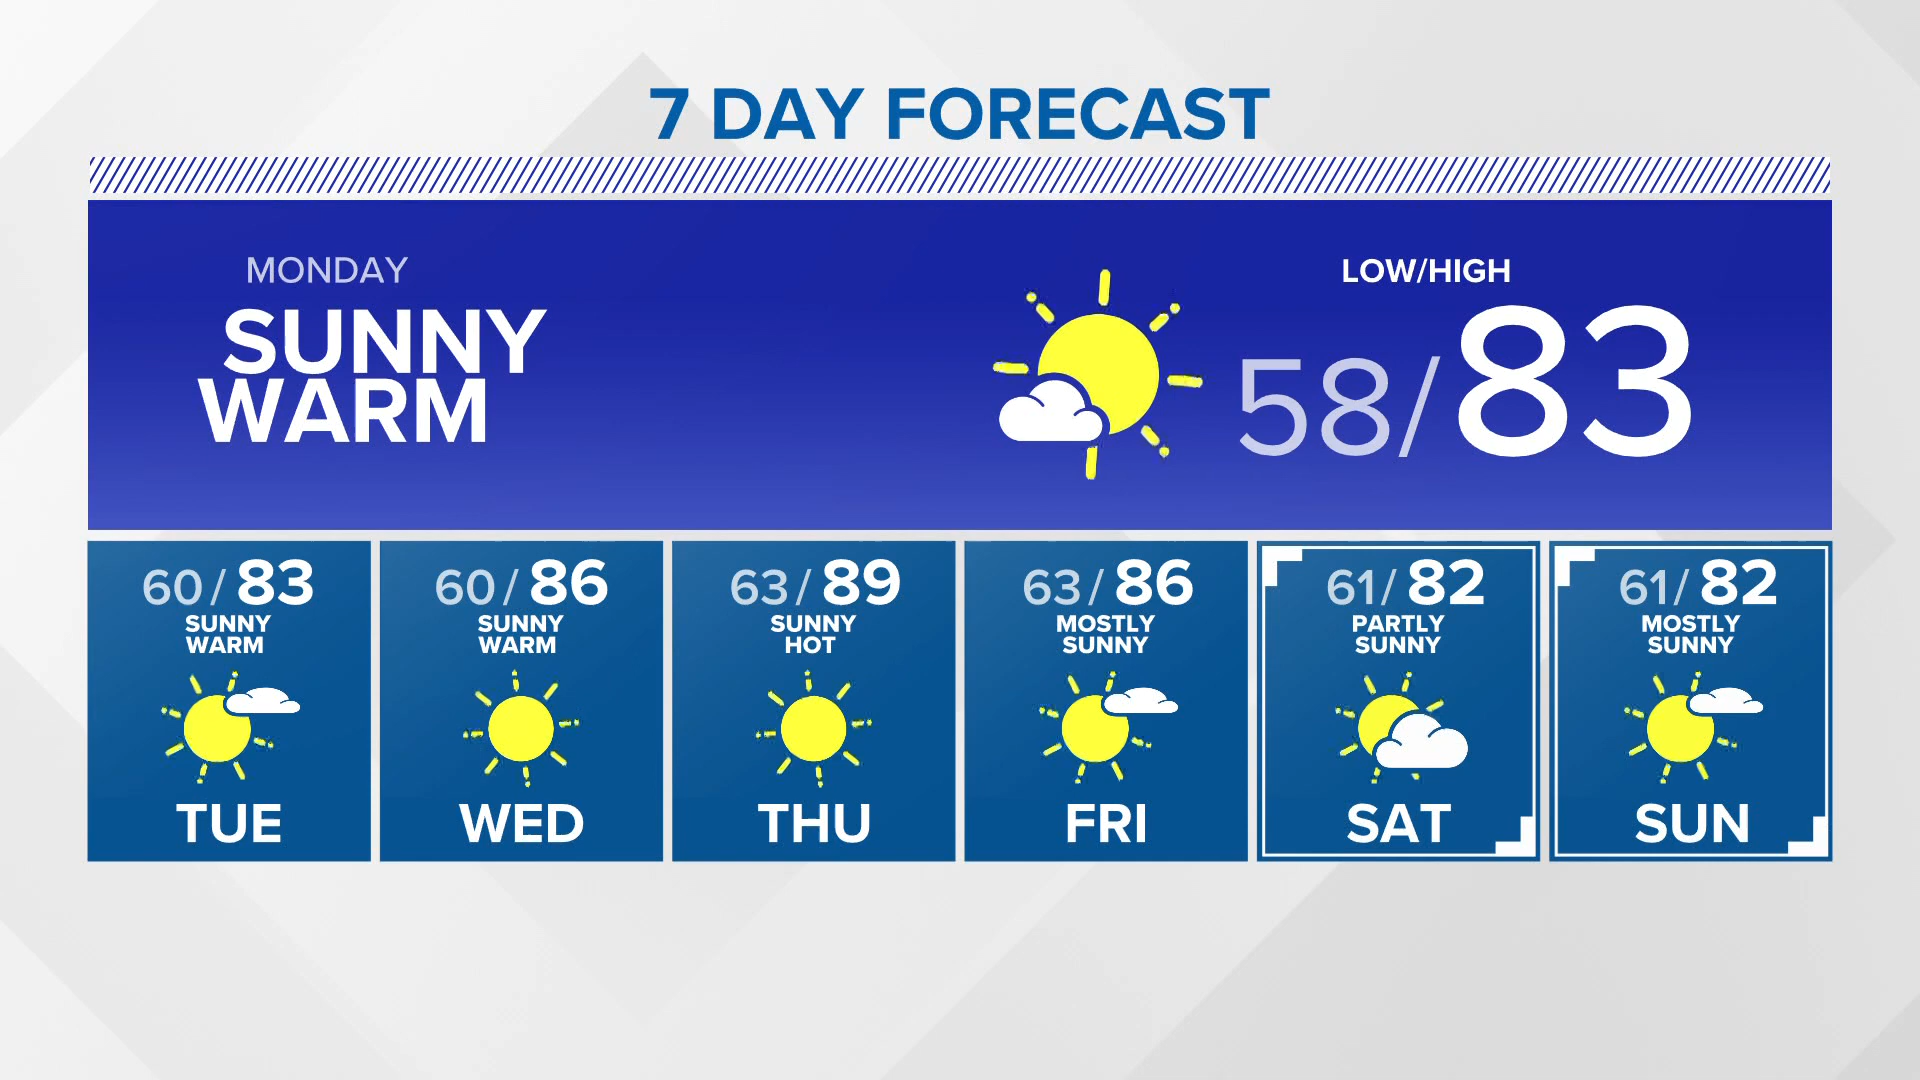 7 DAY FORECAST
MONDAY
SUNNY
WARM
LOW/HIGH
58/83
60/83
SUNNY
WARM
TUE
60/86
SUNNY
WARM
WED
63/89
SUNNY
HOT
THU
63/86
MOSTLY
SUNNY
FRI
61/82
PARTLY
SUNNY
SAT
61/82
MOSTLY
SUNNY
SUN